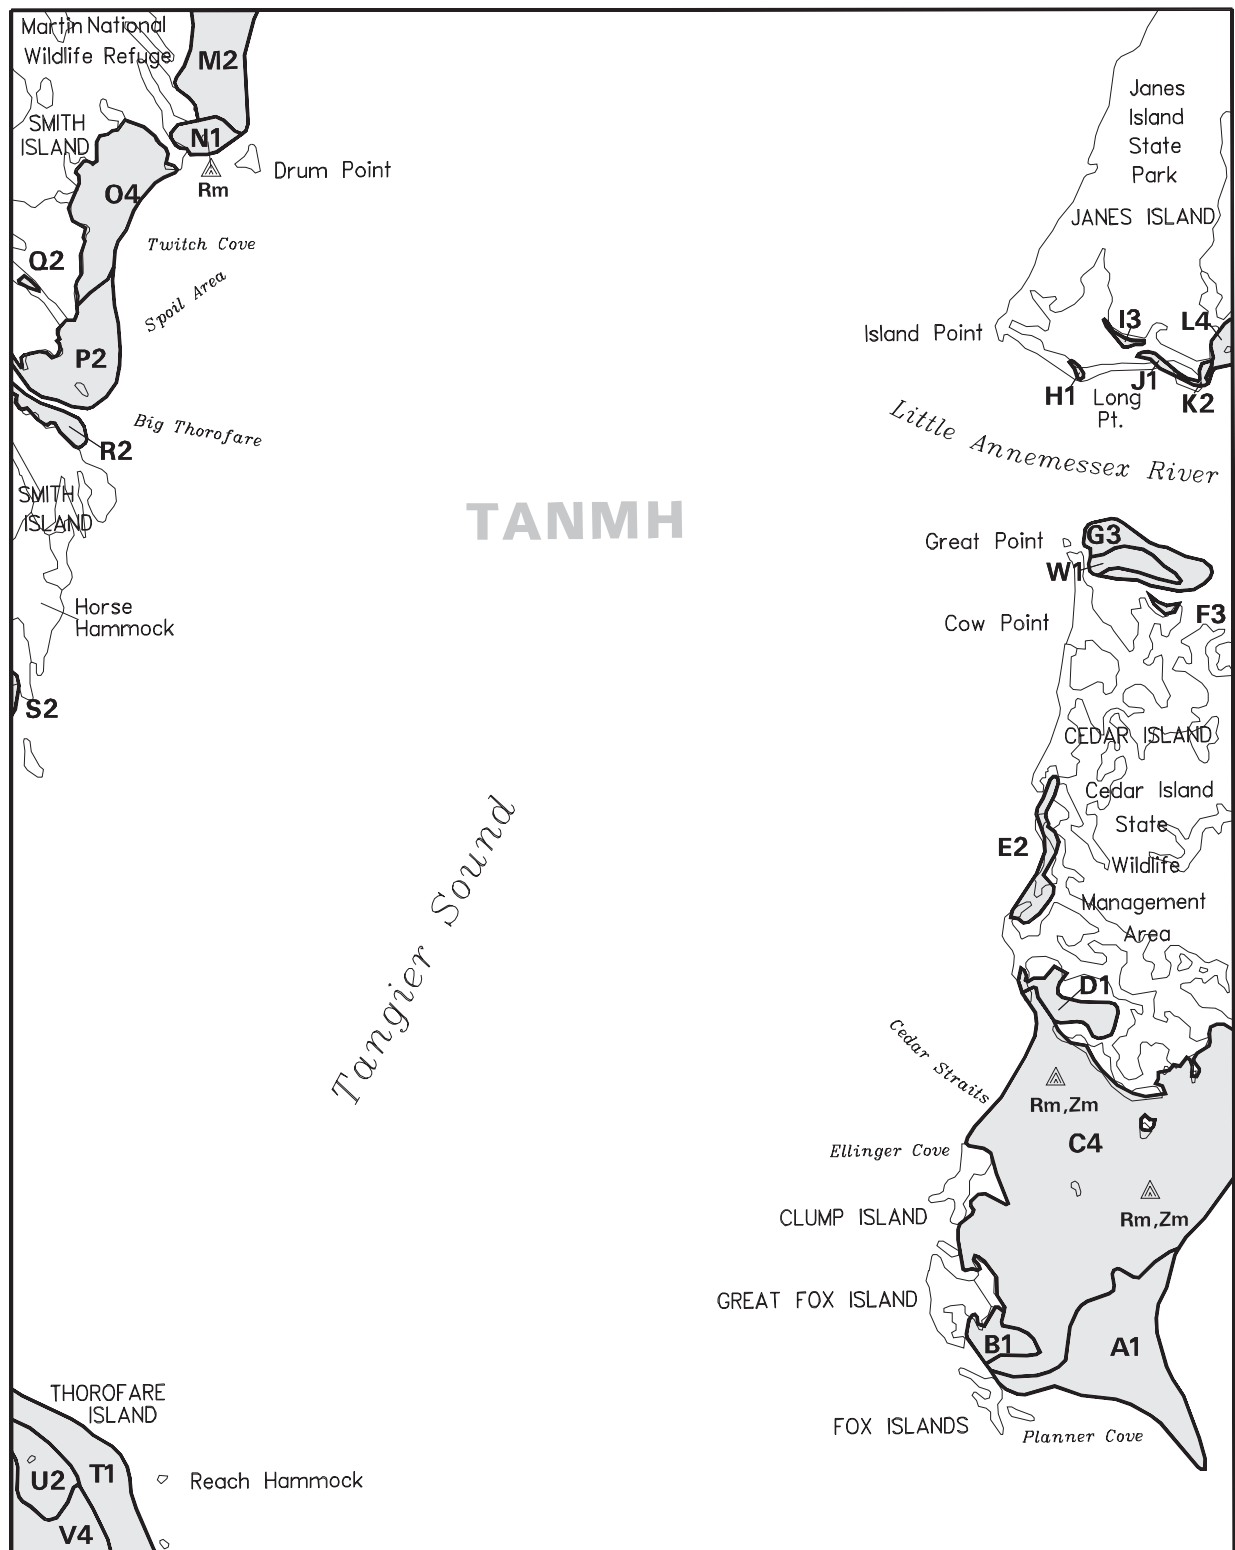 Martin National
Wildlife Refuge
M2
SMITH
ISLAND
N1
Drum Point
Rm
O4
Twitch Cove
Q2
Spoil Area
P2
Big Thorofare
R2
SMITH
ISLAND
Horse
Hammock
S2
TANMH
Tangier Sound
Janes
Island
State
Park
JANES ISLAND
Island Point
I3
L4
H1
J1
K2
Long
Pt.
Little Annemessex River
Great Point
G3
W1
Cow Point
F3
CEDAR ISLAND
Cedar Island
State
Wildlife
Management
Area
E2
D1
Cedar Straits
Rm,Zm
C4
Ellinger Cove
Rm,Zm
CLUMP ISLAND
GREAT FOX ISLAND
B1
A1
FOX ISLANDS
Planner Cove
THOROFARE
ISLAND
U2
T1
Reach Hammock
V4